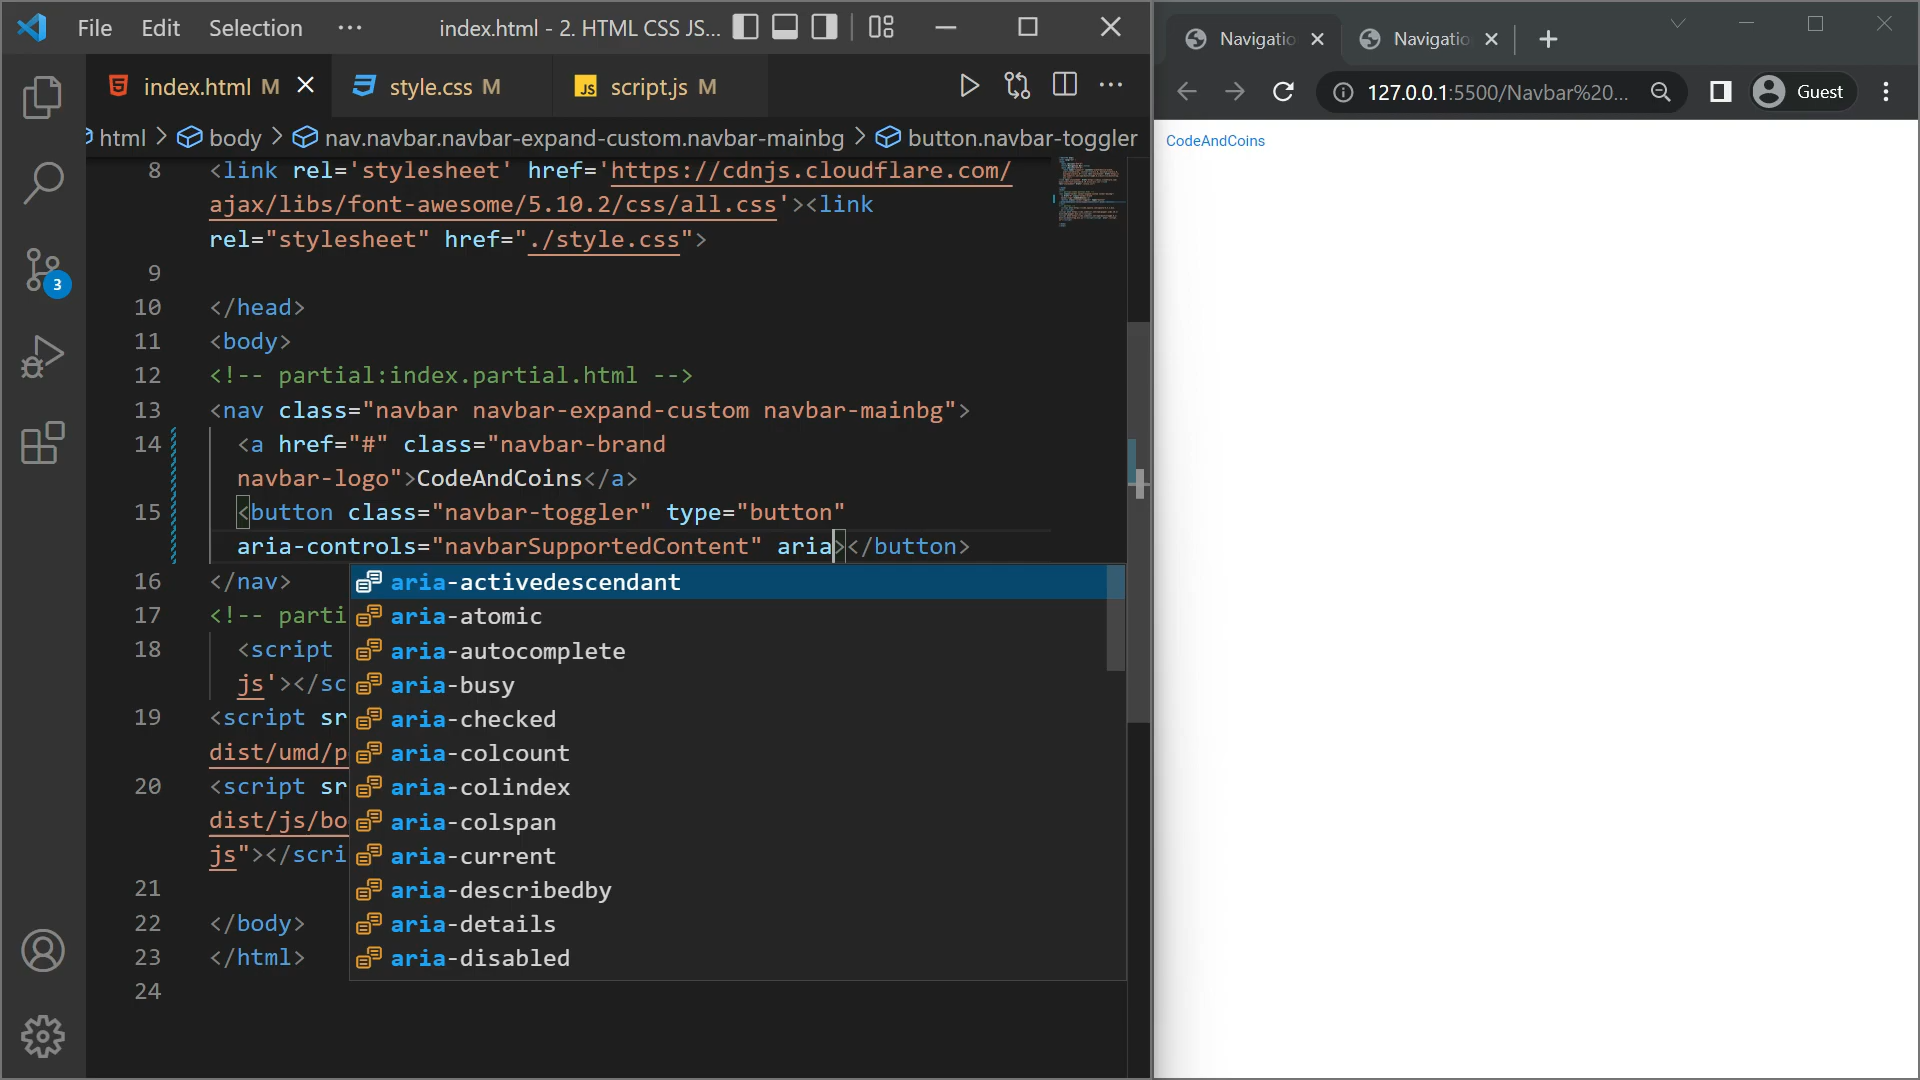 File Edit Selection ··· index.html - 2. HTML CSS JS...
index.html M style.css M JS script.js M
html > body > nav.navbar.navbar-expand-custom.navbar-mainbg > button.navbar-toggler
8 <link rel='stylesheet' href='https://cdnjs.cloudflare.com/
ajax/libs/font-awesome/5.10.2/css/all.css'><link
rel="stylesheet" href="./style.css">
9
10 </head>
11 <body>
12 <!-- partial:index.partial.html -->
13 <nav class="navbar navbar-expand-custom navbar-mainbg">
14 <a href="#" class="navbar-brand
navbar-logo">CodeAndCoins</a>
15 <button class="navbar-toggler" type="button"
aria-controls="navbarSupportedContent" aria></button>
16 </nav>
17 <!-- parti
18 <script
js'></sc
19 <script sr
dist/umd/p
20 <script sr
dist/js/bo
js"></scri
21
22 </body>
23 </html>
24
aria-activedescendant
aria-atomic
aria-autocomplete
aria-busy
aria-checked
aria-colcount
aria-colindex
aria-colspan
aria-current
aria-describedby
aria-details
aria-disabled
3
Navigatio Navigatio
127.0.0.1:5500/Navbar%20... Guest
CodeAndCoins